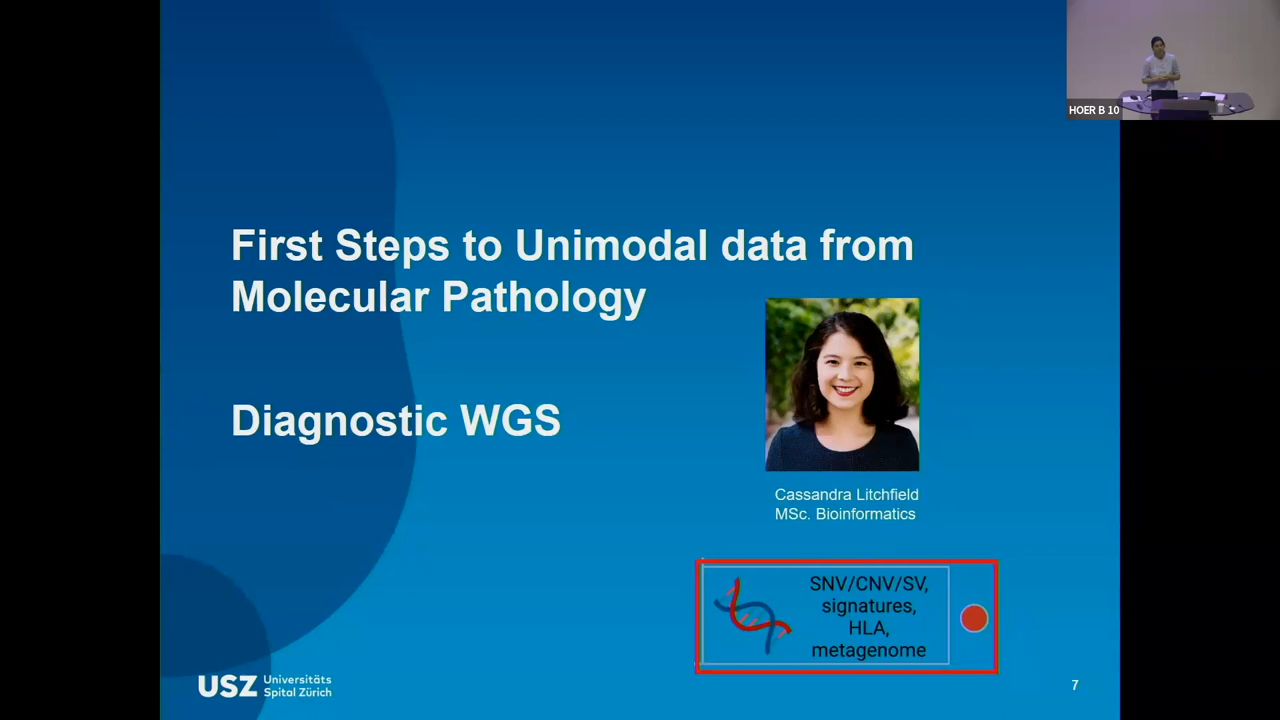 HOER B 10
First Steps to Unimodal data from
Molecular Pathology
Diagnostic WGS
Cassandra Litchfield
MSc. Bioinformatics
SNV/CNV/SV,
signatures,
HLA,
metagenome
USZ Universitäts
Spital Zürich
7